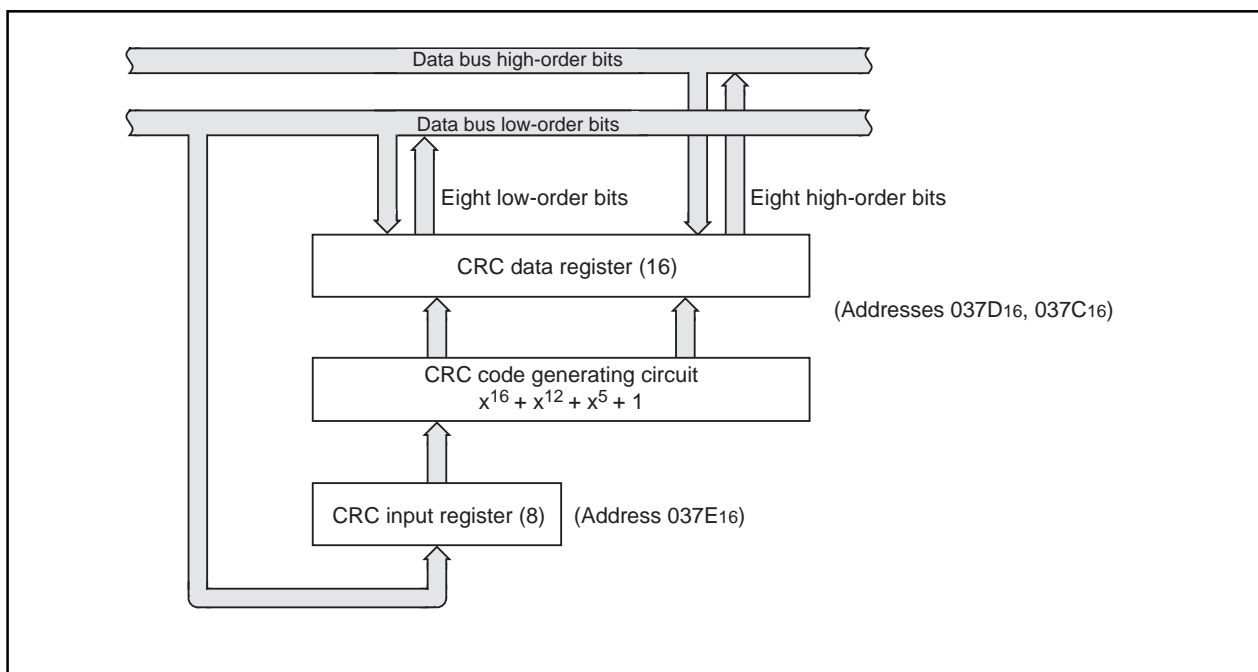 Data bus high-order bits
Data bus low-order bits
Eight low-order bits
Eight high-order bits
CRC data register (16)
(Addresses 037D16, 037C16)
CRC code generating circuit
x16 + x12 + x5 + 1
CRC input register (8)
(Address 037E16)